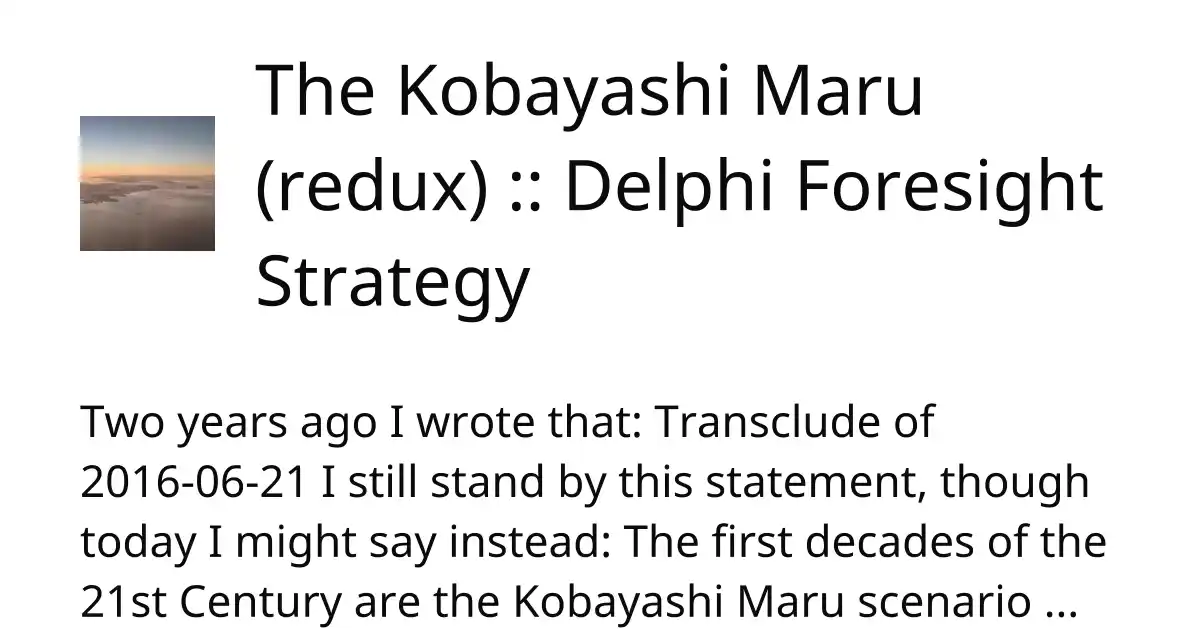 The Kobayashi Maru
(redux) :: Delphi Foresight
Strategy
Two years ago I wrote that: Transclude of
2016-06-21 I still stand by this statement, though
today I might say instead: The first decades of the
21st Century are the Kobayashi Maru scenario ...